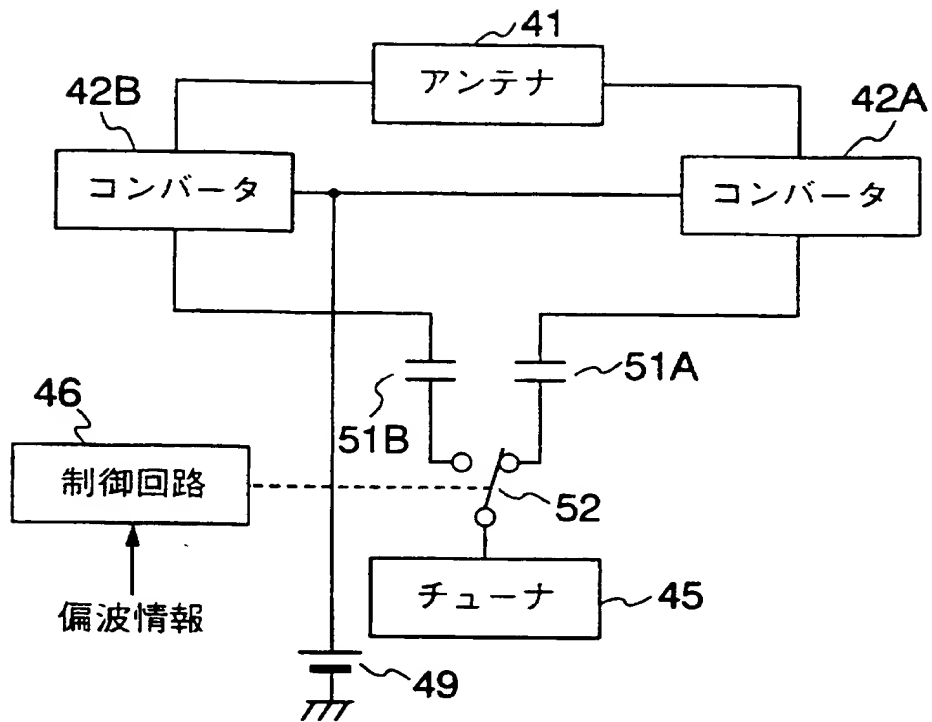 41
アンテナ
42B
42A
コンバータ
コンバータ
51A
51B
46
制御回路
52
チューナ
45
偏波情報
49